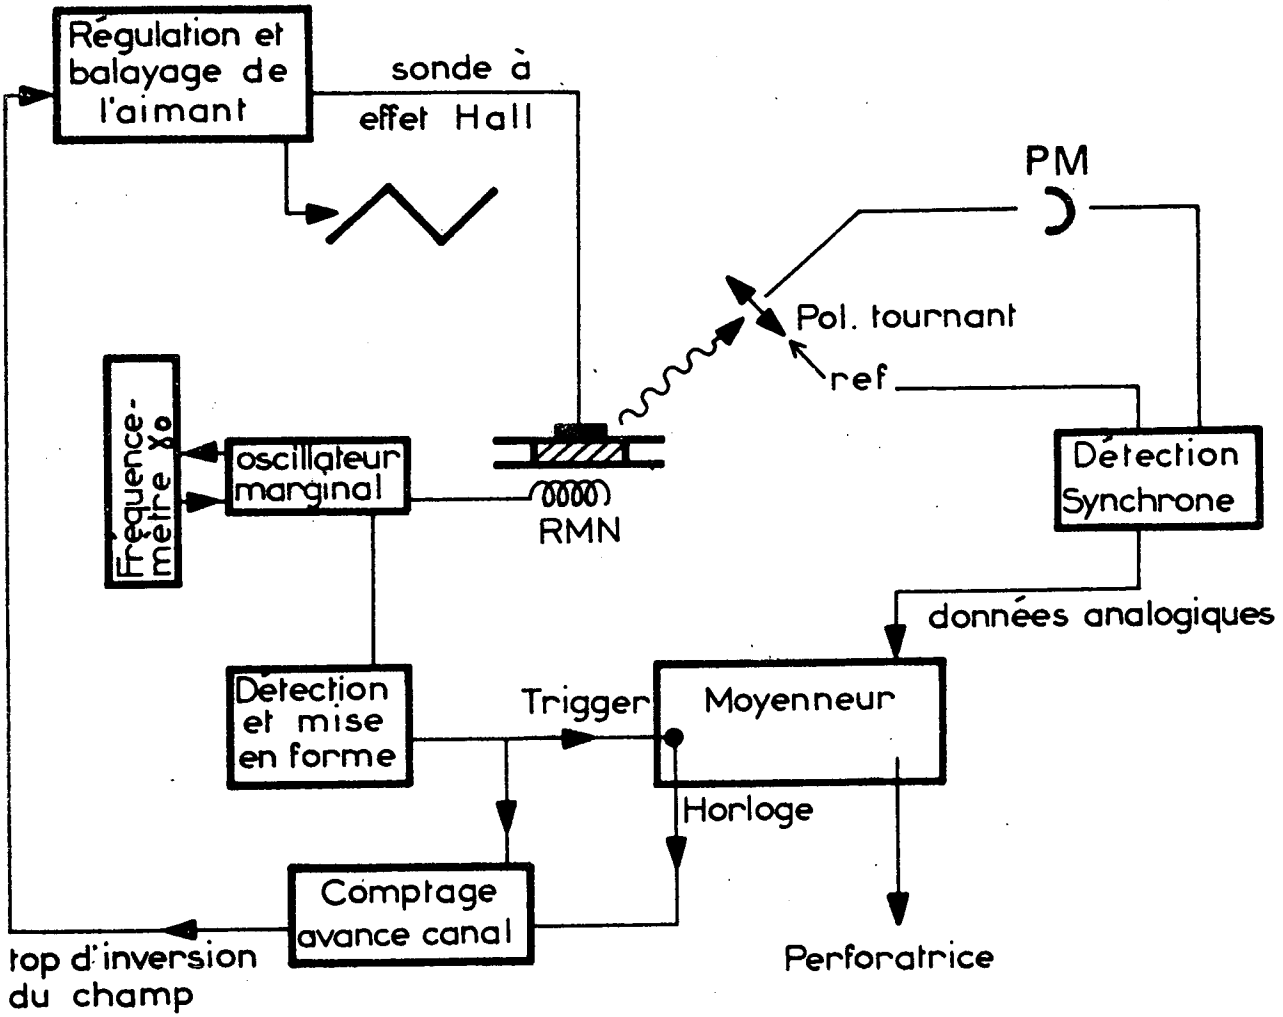 Régulation et
balayage de
l'aimant
sonde à
effet Hall
PM
Pol. tournant
ref
Fréquence-
mètre γo
oscillateur
marginal
RMN
Détection
Synchrone
données analogiques
Détection
et mise
en forme
Trigger
Moyenneur
Horloge
Comptage
avance canal
top d'inversion
du champ
Perforatrice